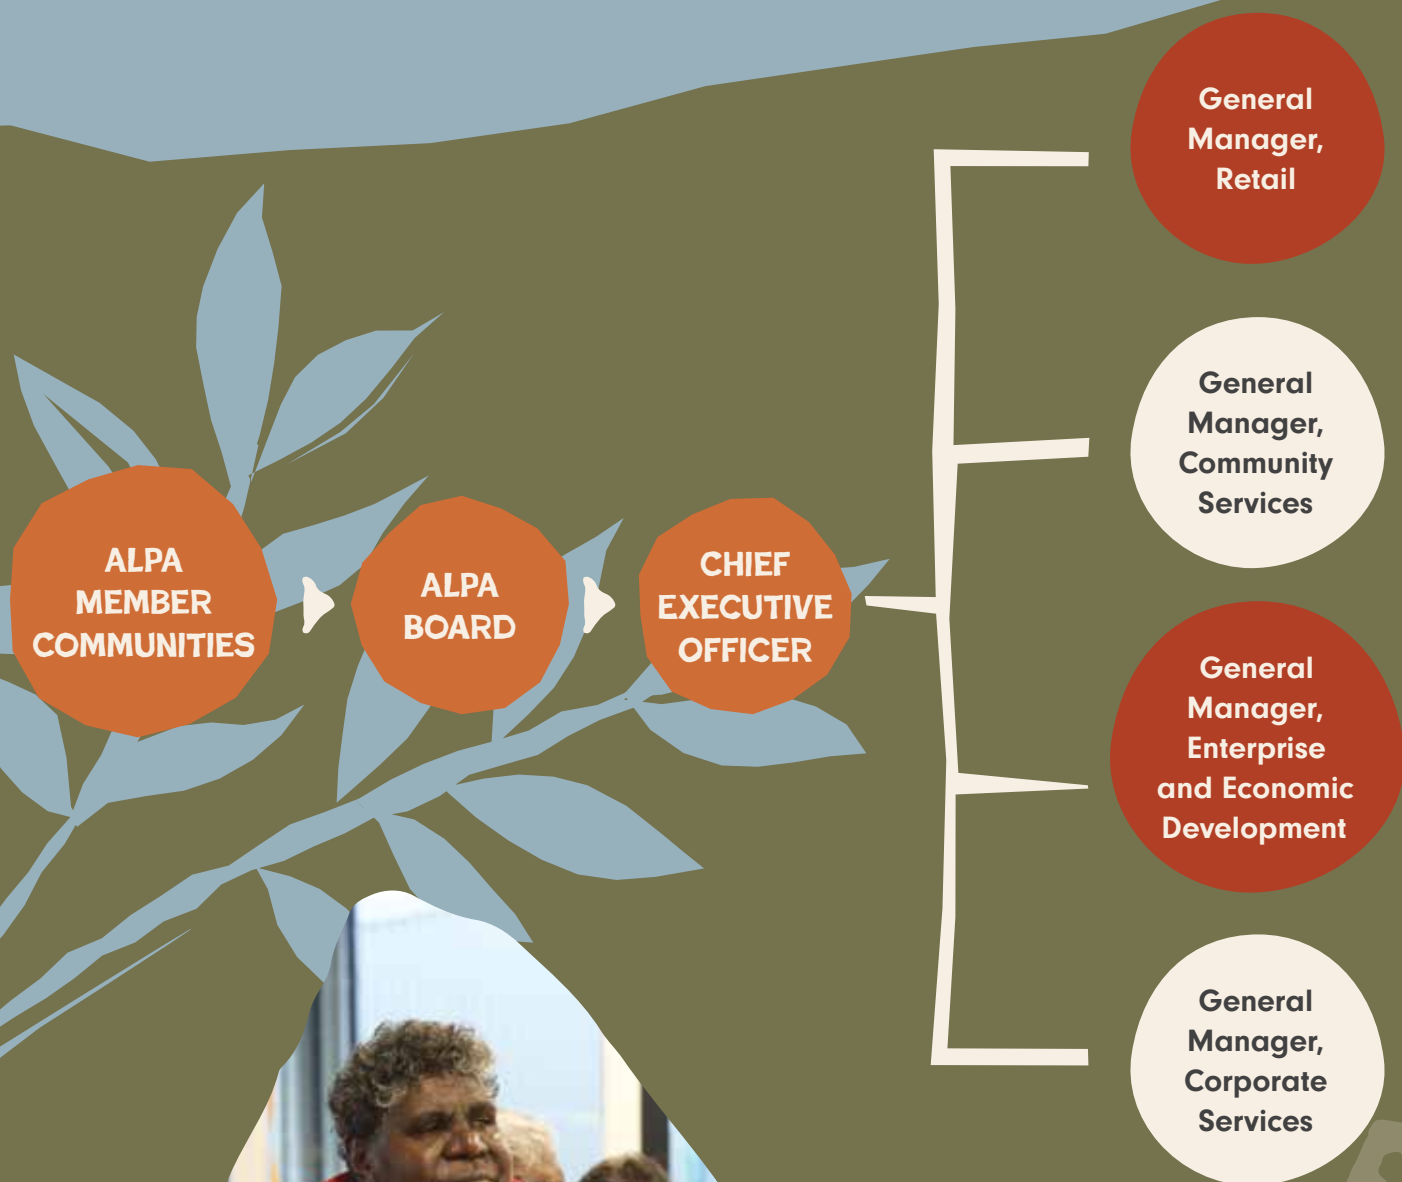 ALPA
MEMBER
COMMUNITIES
ALPA
BOARD
CHIEF
EXECUTIVE
OFFICER
General
Manager,
Retail
General
Manager,
Community
Services
General
Manager,
Enterprise
and Economic
Development
General
Manager,
Corporate
Services